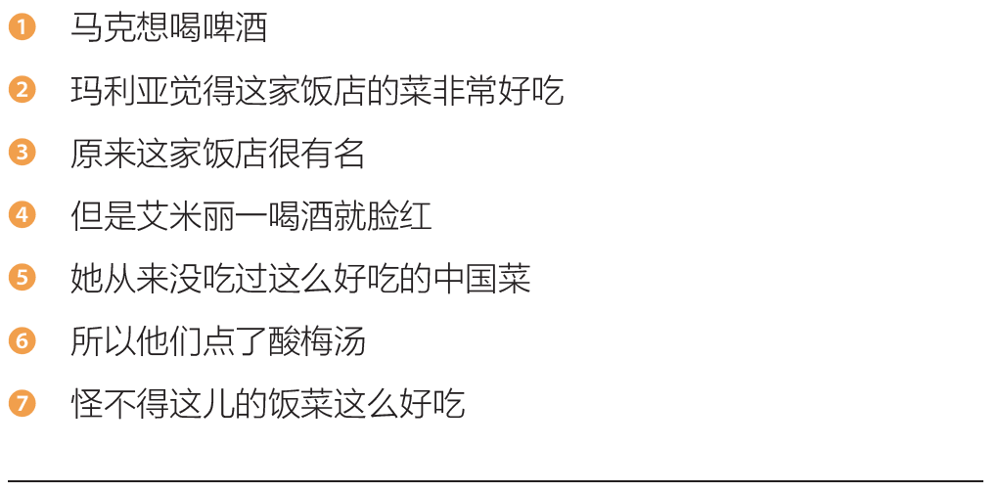 1 马克想喝啤酒
2 玛利亚觉得这家饭店的菜非常好吃
3 原来这家饭店很有名
4 但是艾米丽一喝酒就脸红
5 她从来没吃过这么好吃的中国菜
6 所以他们点了酸梅汤
7 怪不得这儿的饭菜这么好吃